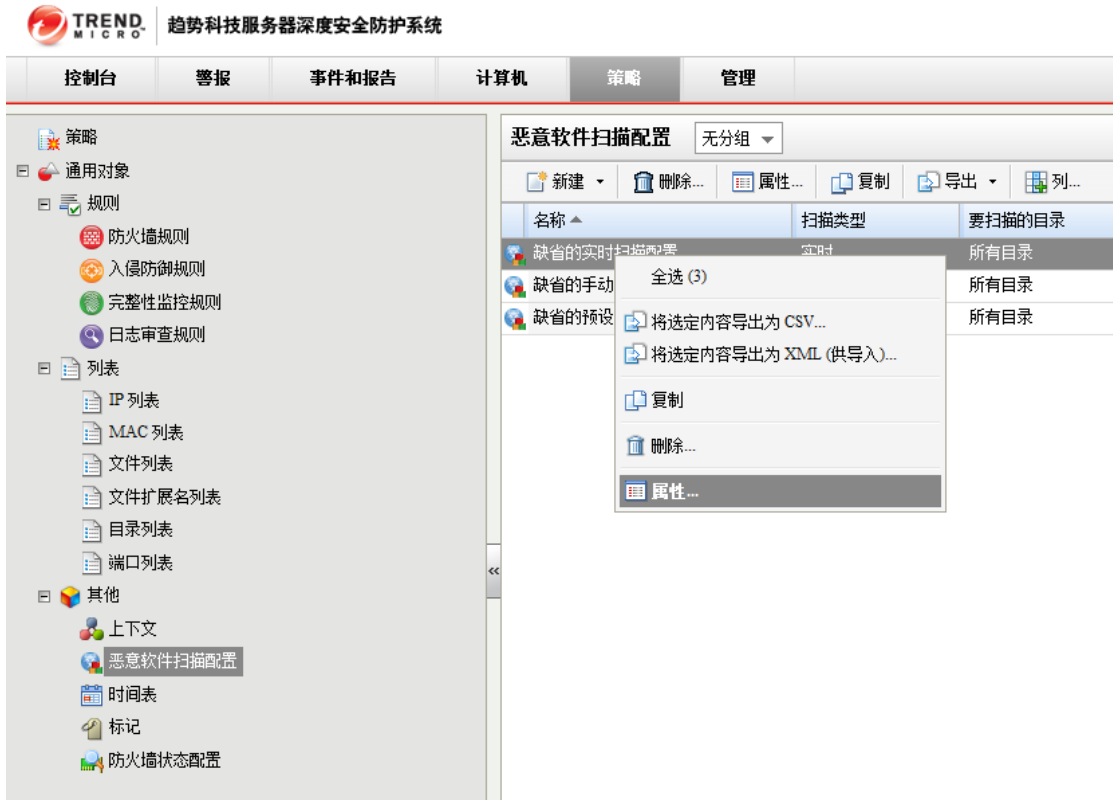 TREND MICRO 趋势科技服务器深度安全防护系统
控制台 警报 事件和报告 计算机 策略 管理
策略
通用对象
规则
防火墙规则
入侵防御规则
完整性监控规则
日志审查规则
列表
IP 列表
MAC 列表
文件列表
文件扩展名列表
目录列表
端口列表
其他
上下文
恶意软件扫描配置
时间表
标记
防火墙状态配置
恶意软件扫描配置 无分组
新建 删除... 属性... 复制 导出 列...
名称 扫描类型 要扫描的目录
缺省的实时扫描配置 实时 所有目录
缺省的手动 所有目录
缺省的预设 所有目录
全选 (3)
将选定内容导出为 CSV...
将选定内容导出为 XML (供导入)...
复制
删除...
属性...
«